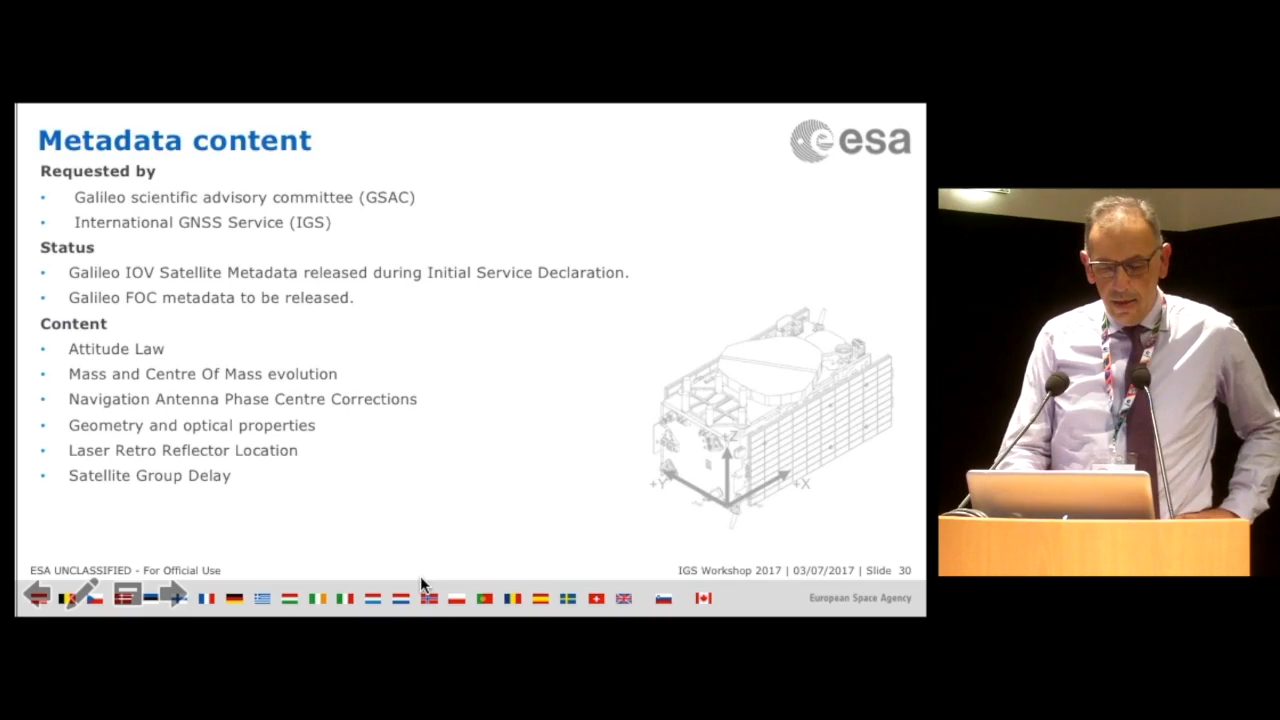 Metadata content
esa
Requested by
• Galileo scientific advisory committee (GSAC)
• International GNSS Service (IGS)
Status
• Galileo IOV Satellite Metadata released during Initial Service Declaration.
• Galileo FOC metadata to be released.
Content
• Attitude Law
• Mass and Centre Of Mass evolution
• Navigation Antenna Phase Centre Corrections
• Geometry and optical properties
• Laser Retro Reflector Location
• Satellite Group Delay
Z
+Y
+X
ESA UNCLASSIFIED - For Official Use
IGS Workshop 2017 | 03/07/2017 | Slide 30
European Space Agency